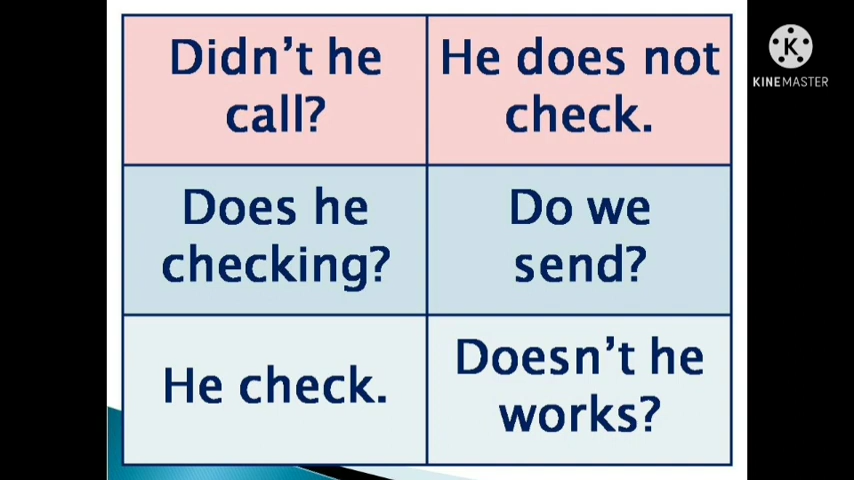 Didn't he
call?
He does not
check.
Does he
checking?
Do we
send?
He check.
Doesn't he
works?
K
KINEMASTER